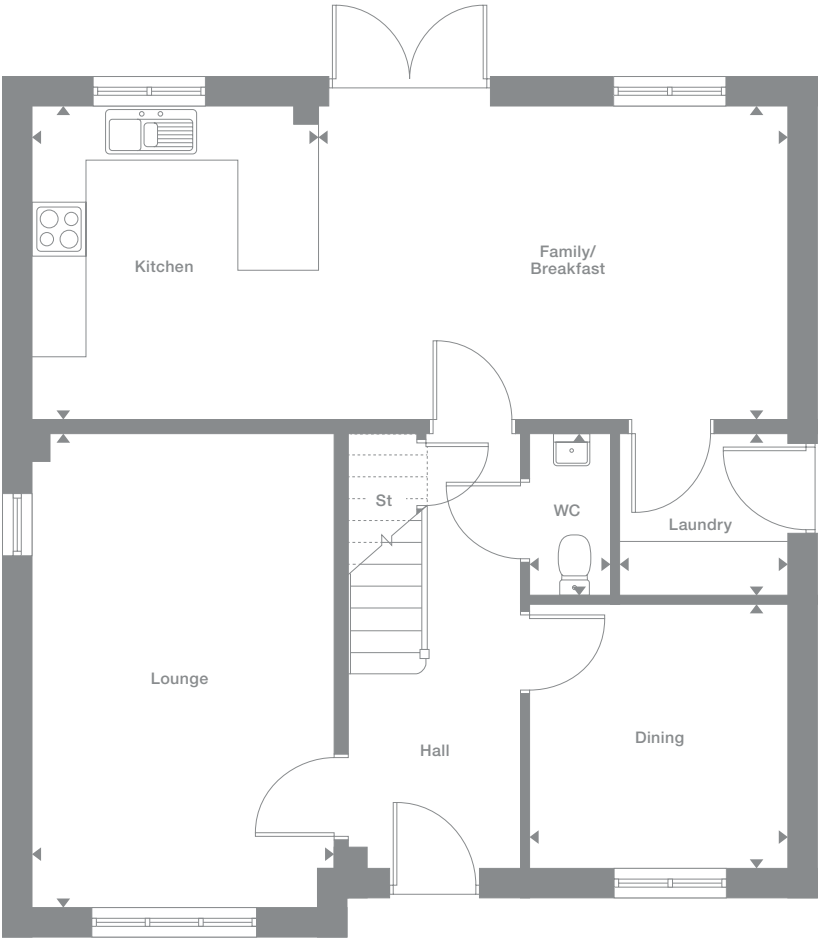 Kitchen
Family/
Breakfast
St
WC
Laundry
Lounge
Hall
Dining